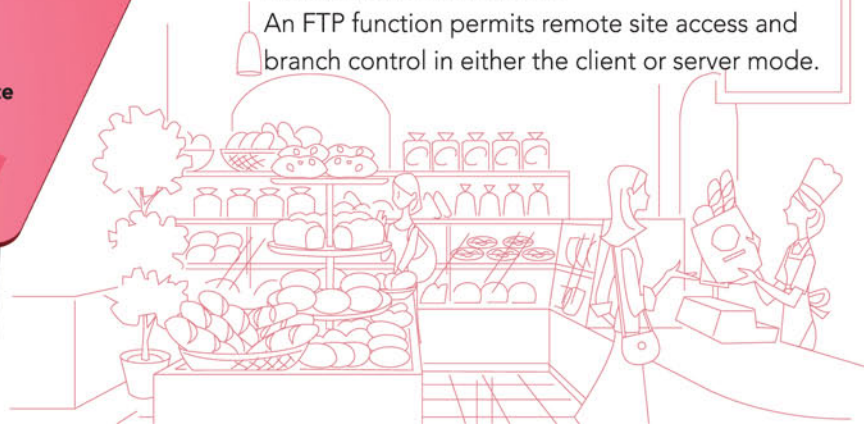 An FTP function permits remote site access and
branch control in either the client or server mode.